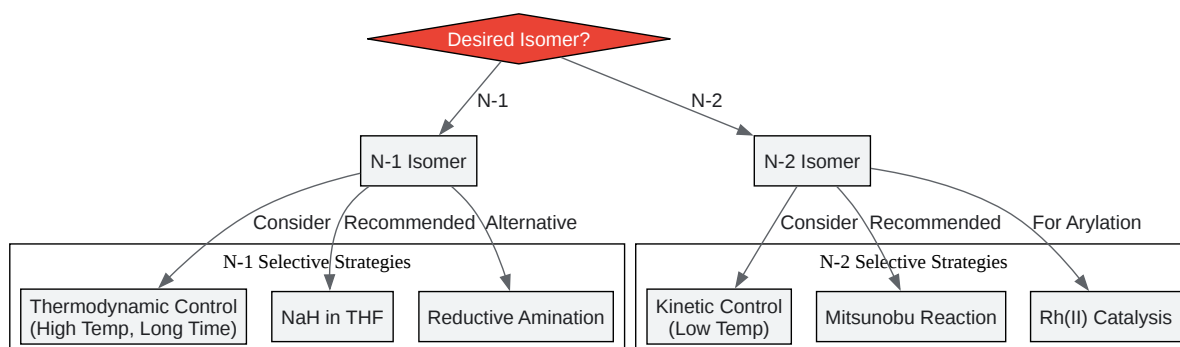 Desired Isomer?
N-1
N-2
N-1 Isomer
N-2 Isomer
Consider
Recommended
Alternative
Consider
Recommended
For Arylation
N-1 Selective Strategies
N-2 Selective Strategies
Thermodynamic Control
(High Temp, Long Time)
NaH in THF
Reductive Amination
Kinetic Control
(Low Temp)
Mitsunobu Reaction
Rh(II) Catalysis